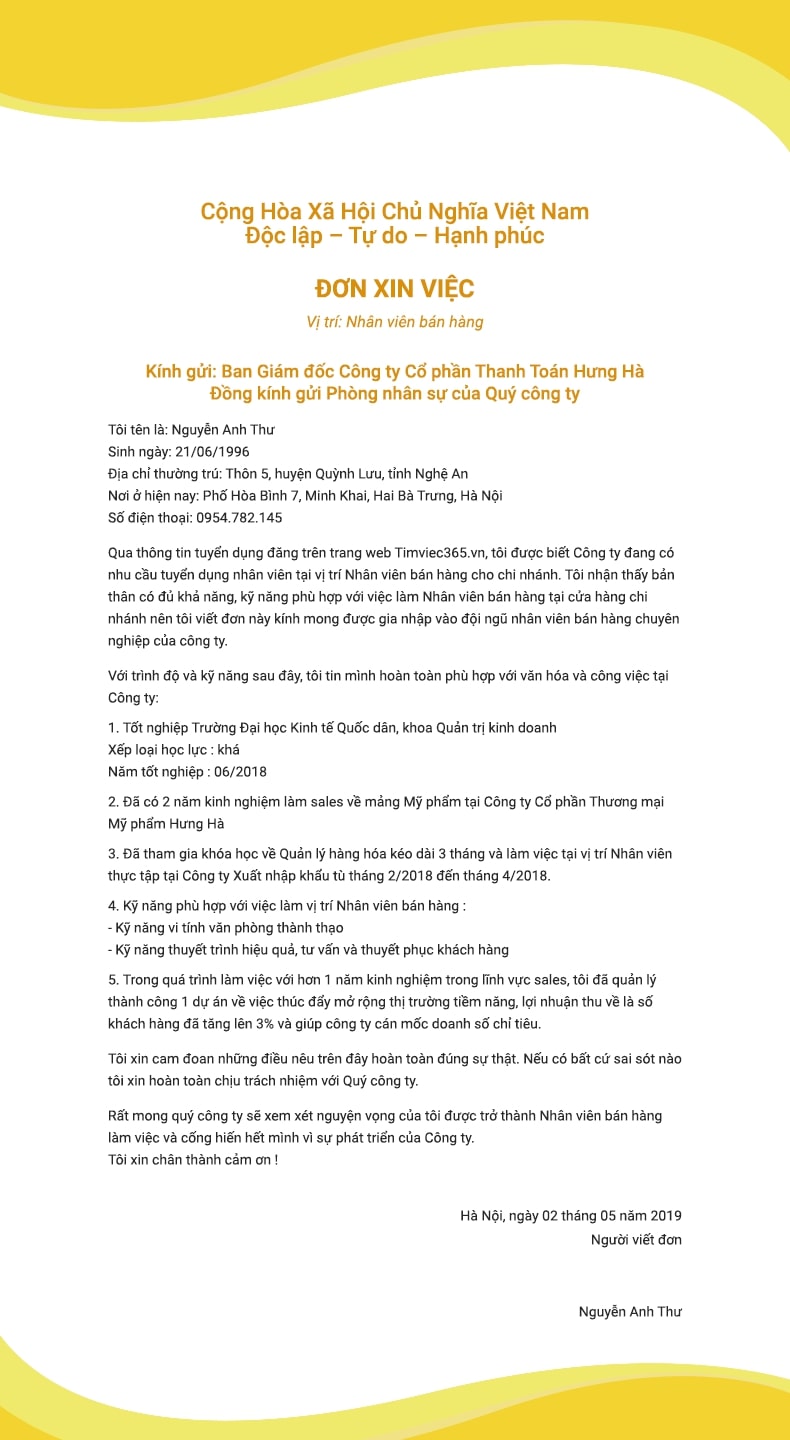 Cộng Hòa Xã Hội Chủ Nghĩa Việt Nam
Độc lập – Tự do – Hạnh phúc
ĐƠN XIN VIỆC
Vị trí: Nhân viên bán hàng
Kính gửi: Ban Giám đốc Công ty Cổ phần Thanh Toán Hưng Hà
Đồng kính gửi Phòng nhân sự của Quý công ty
Tôi tên là: Nguyễn Anh Thư
Sinh ngày: 21/06/1996
Địa chỉ thường trú: Thôn 5, huyện Quỳnh Lưu, tỉnh Nghệ An
Nơi ở hiện nay: Phố Hòa Bình 7, Minh Khai, Hai Bà Trưng, Hà Nội
Số điện thoại: 0954.782.145
Qua thông tin tuyển dụng đăng trên trang web Timviec365.vn, tôi được biết Công ty đang có
nhu cầu tuyển dụng nhân viên tại vị trí Nhân viên bán hàng cho chi nhánh. Tôi nhận thấy bản
thân có đủ khả năng, kỹ năng phù hợp với việc làm Nhân viên bán hàng tại cửa hàng chi
nhánh nên tôi viết đơn này kính mong được gia nhập vào đội ngũ nhân viên bán hàng chuyên
nghiệp của công ty.
Với trình độ và kỹ năng sau đây, tôi tin mình hoàn toàn phù hợp với văn hóa và công việc tại
Công ty:
1. Tốt nghiệp Trường Đại học Kinh tế Quốc dân, khoa Quản trị kinh doanh
Xếp loại học lực : khá
Năm tốt nghiệp : 06/2018
2. Đã có 2 năm kinh nghiệm làm sales về mảng Mỹ phẩm tại Công ty Cổ phần Thương mại
Mỹ phẩm Hưng Hà
3. Đã tham gia khóa học về Quản lý hàng hóa kéo dài 3 tháng và làm việc tại vị trí Nhân viên
thực tập tại Công ty Xuất nhập khẩu tù tháng 2/2018 đến tháng 4/2018.
4. Kỹ năng phù hợp với việc làm vị trí Nhân viên bán hàng :
- Kỹ năng vi tính văn phòng thành thạo
- Kỹ năng thuyết trình hiệu quả, tư vấn và thuyết phục khách hàng
5. Trong quá trình làm việc với hơn 1 năm kinh nghiệm trong lĩnh vực sales, tôi đã quản lý
thành công 1 dự án về việc thúc đẩy mở rộng thị trường tiềm năng, lợi nhuận thu về là số
khách hàng đã tăng lên 3% và giúp công ty cán mốc doanh số chỉ tiêu.
Tôi xin cam đoan những điều nêu trên đây hoàn toàn đúng sự thật. Nếu có bất cứ sai sót nào
tôi xin hoàn toàn chịu trách nhiệm với Quý công ty.
Rất mong quý công ty sẽ xem xét nguyện vọng của tôi được trở thành Nhân viên bán hàng
làm việc và cống hiến hết mình vì sự phát triển của Công ty.
Tôi xin chân thành cảm ơn !
Hà Nội, ngày 02 tháng 05 năm 2019
Người viết đơn
Nguyễn Anh Thư